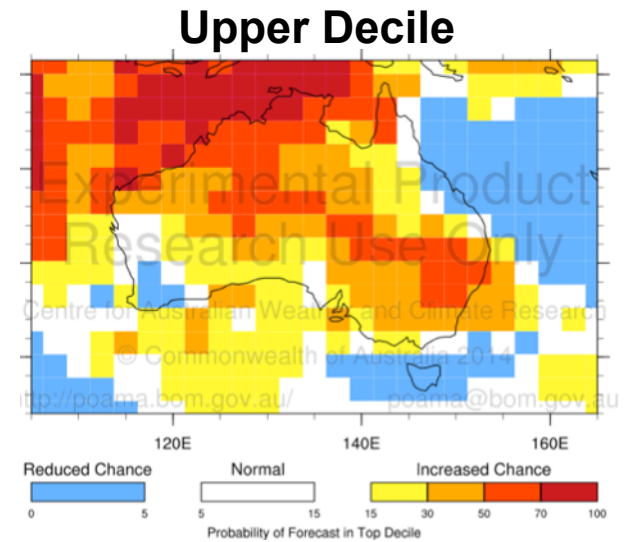 Upper Decile
Experimental Product
Research Use Only
Centre for Australian Weather and Climate Research
© Commonwealth of Australia 2014
ttp://poama.bom.gov.au/ poama@bom.gov.au
120E 140E 160E
Reduced Chance Normal Increased Chance
0 5 5 15 15 30 50 70 100
Probability of Forecast in Top Decile